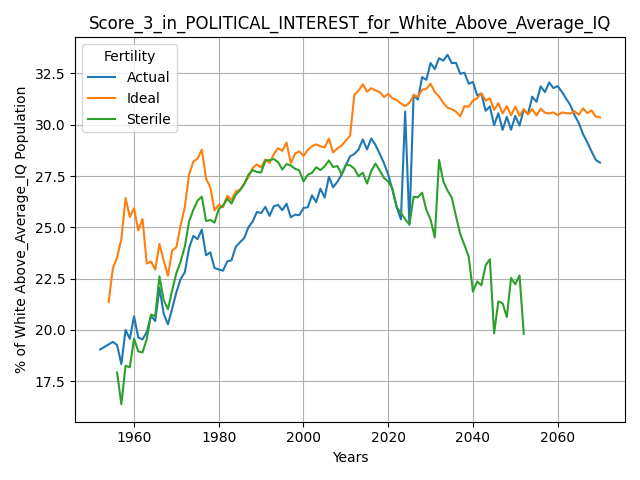 Score_3_in_POLITICAL_INTEREST_for_White_Above_Average_IQ
Fertility
Actual
Ideal
Sterile
% of White Above_Average_IQ Population
32.5
30.0
27.5
25.0
22.5
20.0
17.5
1960
1980
2000
2020
2040
2060
Years